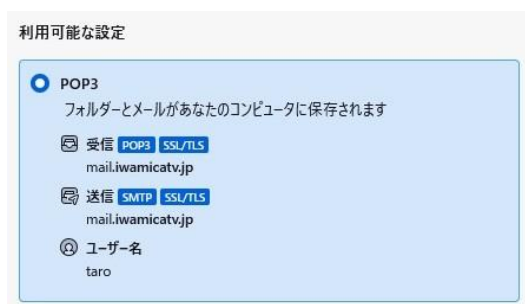 利用可能な設定
POP3
フォルダーとメールがあなたのコンピュータに保存されます
受信 POP3 SSL/TLS
mail.iwamicatv.jp
送信 SMTP SSL/TLS
mail.iwamicatv.jp
ユーザー名
taro